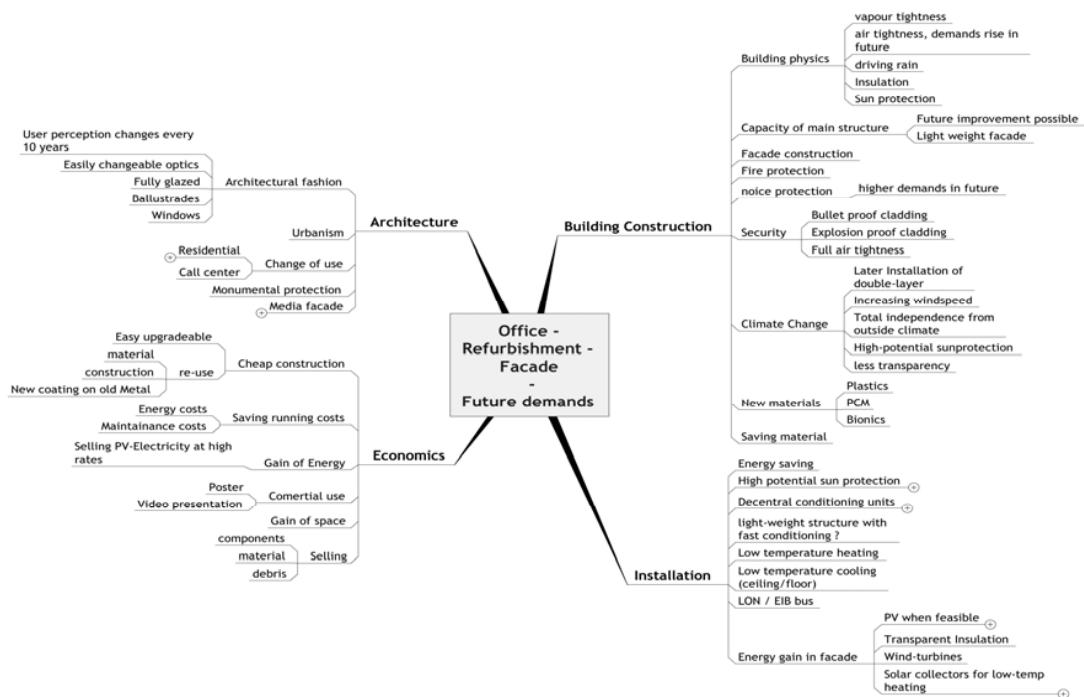 Office -
Refurbishment -
Facade
-
Future demands
Architecture
Architectural fashion
User perception changes every
10 years
Easily changeable optics
Fully glazed
Ballustrades
Windows
Urbanism
Change of use
Residential
Call center
Monumental protection
Media facade
Economics
Cheap construction
Easy upgradeable
re-use
material
construction
New coating on old Metal
Saving running costs
Energy costs
Maintainance costs
Gain of Energy
Selling PV-Electricity at high
rates
Comertial use
Poster
Video presentation
Gain of space
Selling
components
material
debris
Building Construction
Building physics
vapour tightness
air tightness, demands rise in
future
driving rain
Insulation
Sun protection
Capacity of main structure
Future improvement possible
Light weight facade
Facade construction
Fire protection
noice protection
higher demands in future
Security
Bullet proof cladding
Explosion proof cladding
Full air tightness
Climate Change
Later Installation of
double-layer
Increasing windspeed
Total independence from
outside climate
High-potential sunprotection
less transparency
New materials
Plastics
PCM
Bionics
Saving material
Installation
Energy saving
High potential sun protection
Decentral conditioning units
light-weight structure with
fast conditioning ?
Low temperature heating
Low temperature cooling
(ceiling/floor)
LON / EIB bus
Energy gain in facade
PV when feasible
Transparent Insulation
Wind-turbines
Solar collectors for low-temp
heating